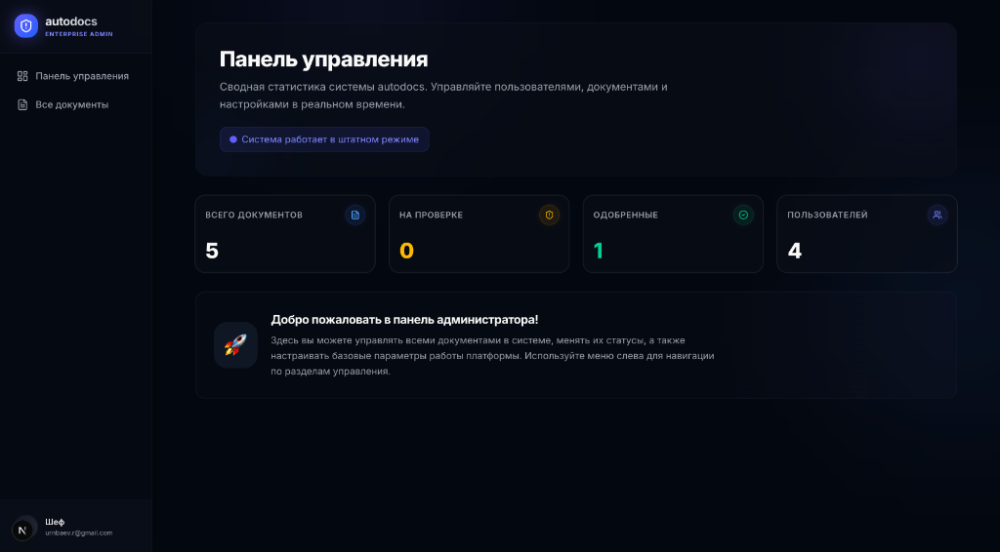 autodocs
ENTERPRISE ADMIN
Панель управления
Все документы
Панель управления
Сводная статистика системы autodocs. Управляйте пользователями, документами и
настройками в реальном времени.
Система работает в штатном режиме
ВСЕГО ДОКУМЕНТОВ
5
НА ПРОВЕРКЕ
0
ОДОБРЕННЫЕ
1
ПОЛЬЗОВАТЕЛЕЙ
4
Добро пожаловать в панель администратора!
Здесь вы можете управлять всеми документами в системе, менять их статусы, а также
настраивать базовые параметры работы платформы. Используйте меню слева для навигации
по разделам управления.
N
Шеф
urnbaev.r@gmail.com